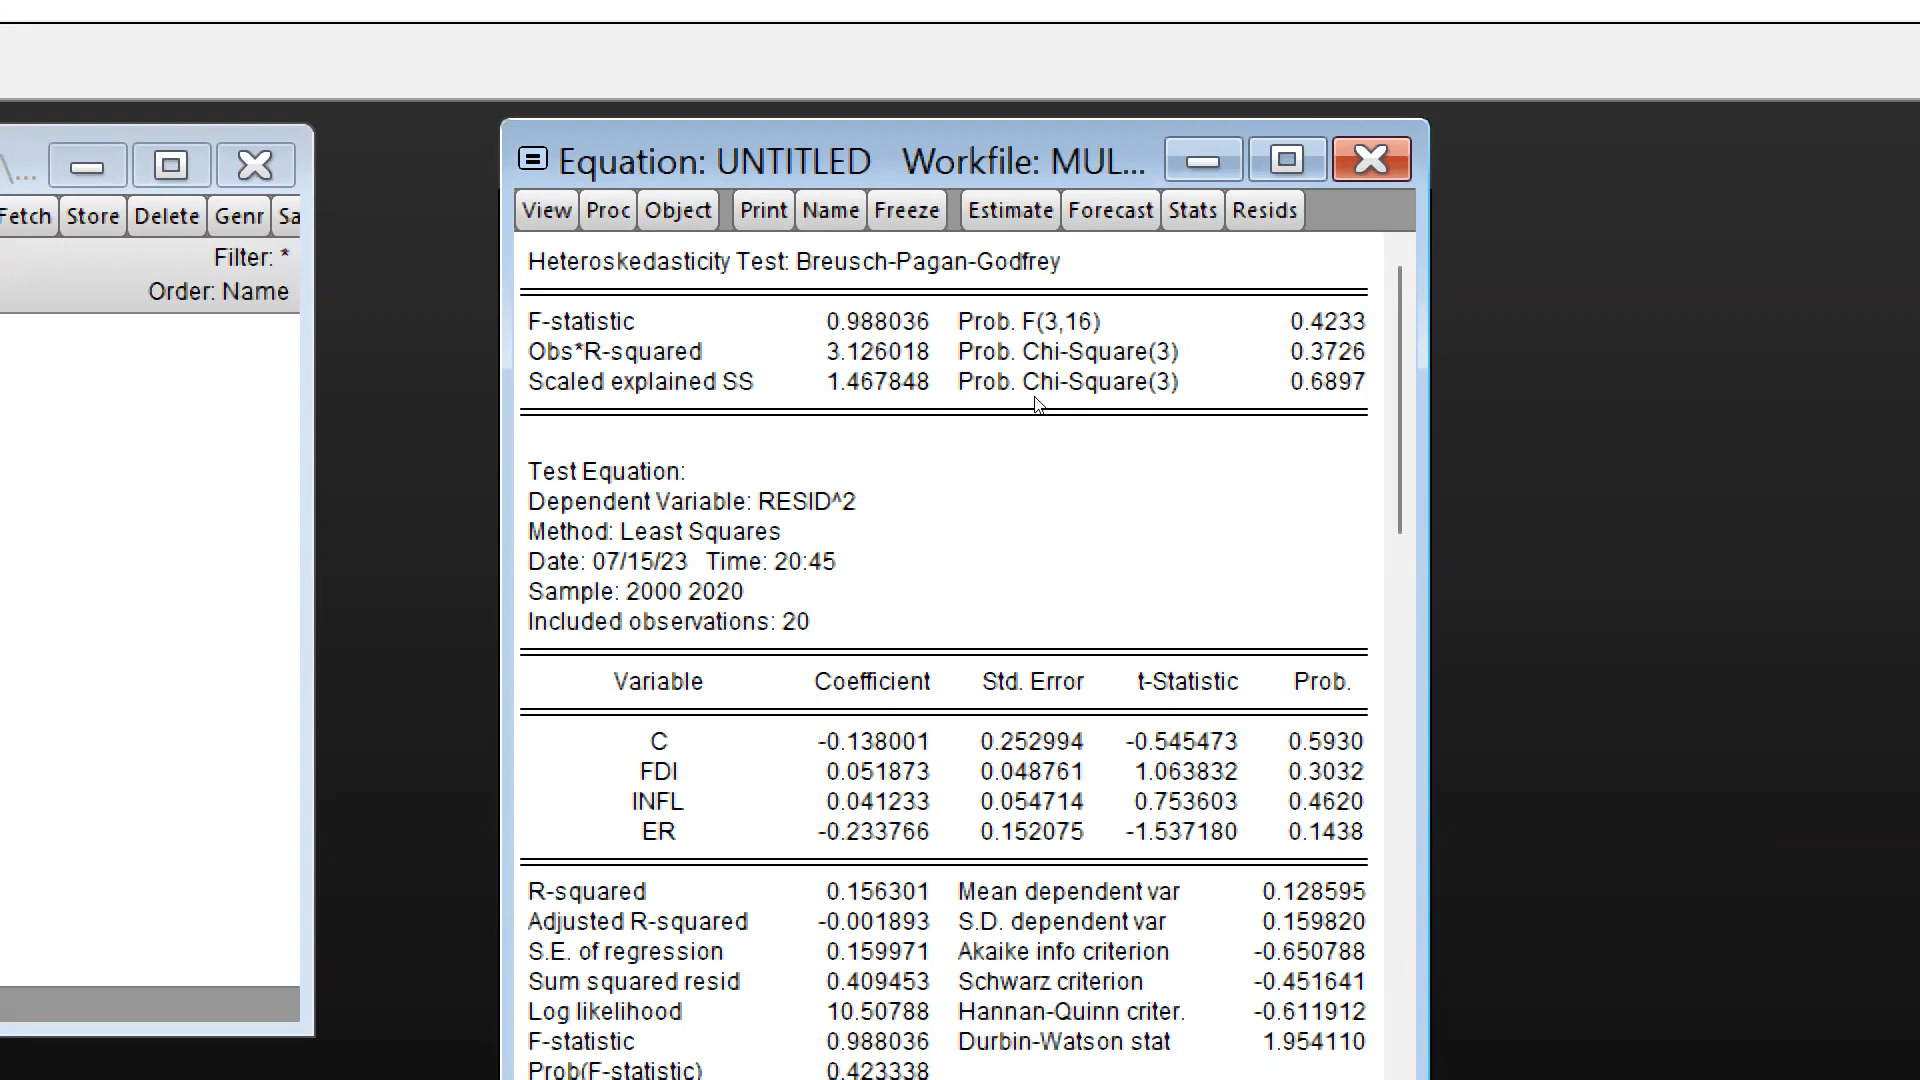 \...
Fetch Store Delete Genr Sa
Filter: *
Order: Name
Equation: UNTITLED Workfile: MUL...
View Proc Object Print Name Freeze Estimate Forecast Stats Resids
Heteroskedasticity Test: Breusch-Pagan-Godfrey
F-statistic 0.988036 Prob. F(3,16) 0.4233
Obs*R-squared 3.126018 Prob. Chi-Square(3) 0.3726
Scaled explained SS 1.467848 Prob. Chi-Square(3) 0.6897
Test Equation:
Dependent Variable: RESID^2
Method: Least Squares
Date: 07/15/23 Time: 20:45
Sample: 2000 2020
Included observations: 20
Variable Coefficient Std. Error t-Statistic Prob.
C -0.138001 0.252994 -0.545473 0.5930
FDI 0.051873 0.048761 1.063832 0.3032
INFL 0.041233 0.054714 0.753603 0.4620
ER -0.233766 0.152075 -1.537180 0.1438
R-squared 0.156301 Mean dependent var 0.128595
Adjusted R-squared -0.001893 S.D. dependent var 0.159820
S.E. of regression 0.159971 Akaike info criterion -0.650788
Sum squared resid 0.409453 Schwarz criterion -0.451641
Log likelihood 10.50788 Hannan-Quinn criter. -0.611912
F-statistic 0.988036 Durbin-Watson stat 1.954110
Prob(F-statistic) 0.423338